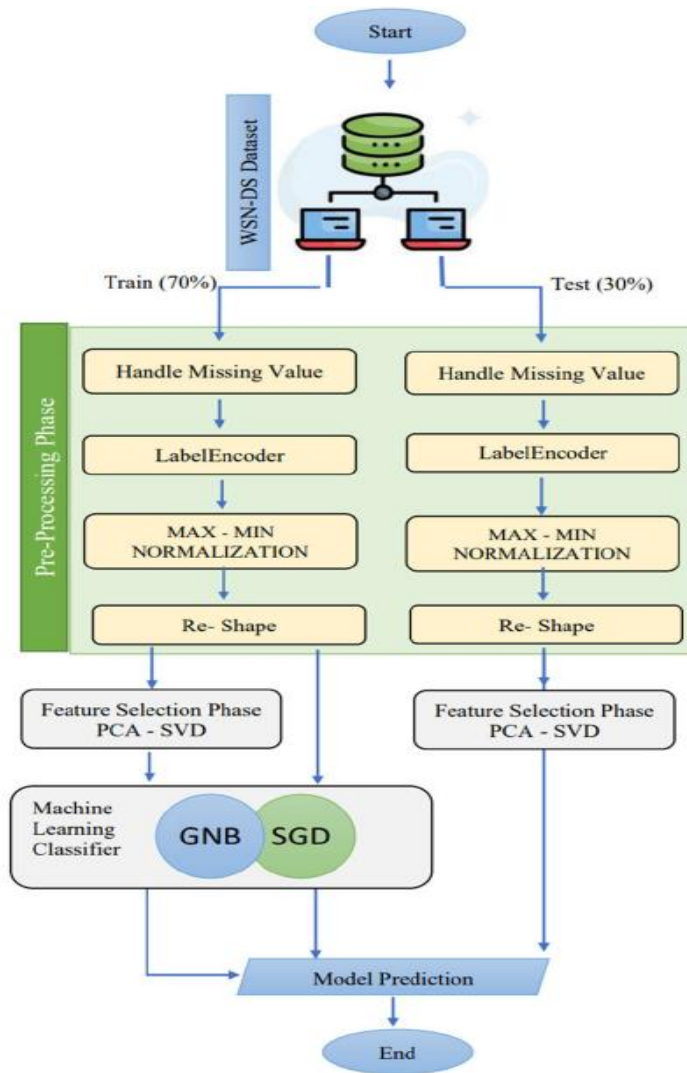 Start
WSN-DS Dataset
Train (70%)
Test (30%)
Pre-Processing Phase
Handle Missing Value
Handle Missing Value
LabelEncoder
LabelEncoder
MAX - MIN
NORMALIZATION
MAX - MIN
NORMALIZATION
Re- Shape
Re- Shape
Feature Selection Phase
PCA - SVD
Feature Selection Phase
PCA - SVD
Machine
Learning
Classifier
GNB
SGD
Model Prediction
End